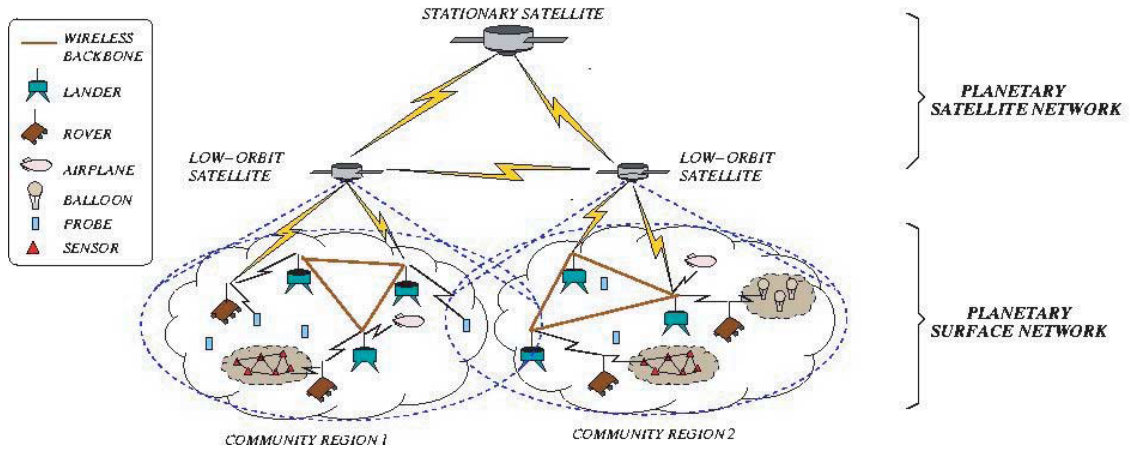 STATIONARY SATELLITE
WIRELESS
BACKBONE
LANDER
ROVER
AIRPLANE
BALLOON
PROBE
SENSOR
PLANETARY
SATELLITE NETWORK
LOW-ORBIT
SATELLITE
LOW-ORBIT
SATELLITE
PLANETARY
SURFACE NETWORK
COMMUNITY REGION 1
COMMUNITY REGION 2